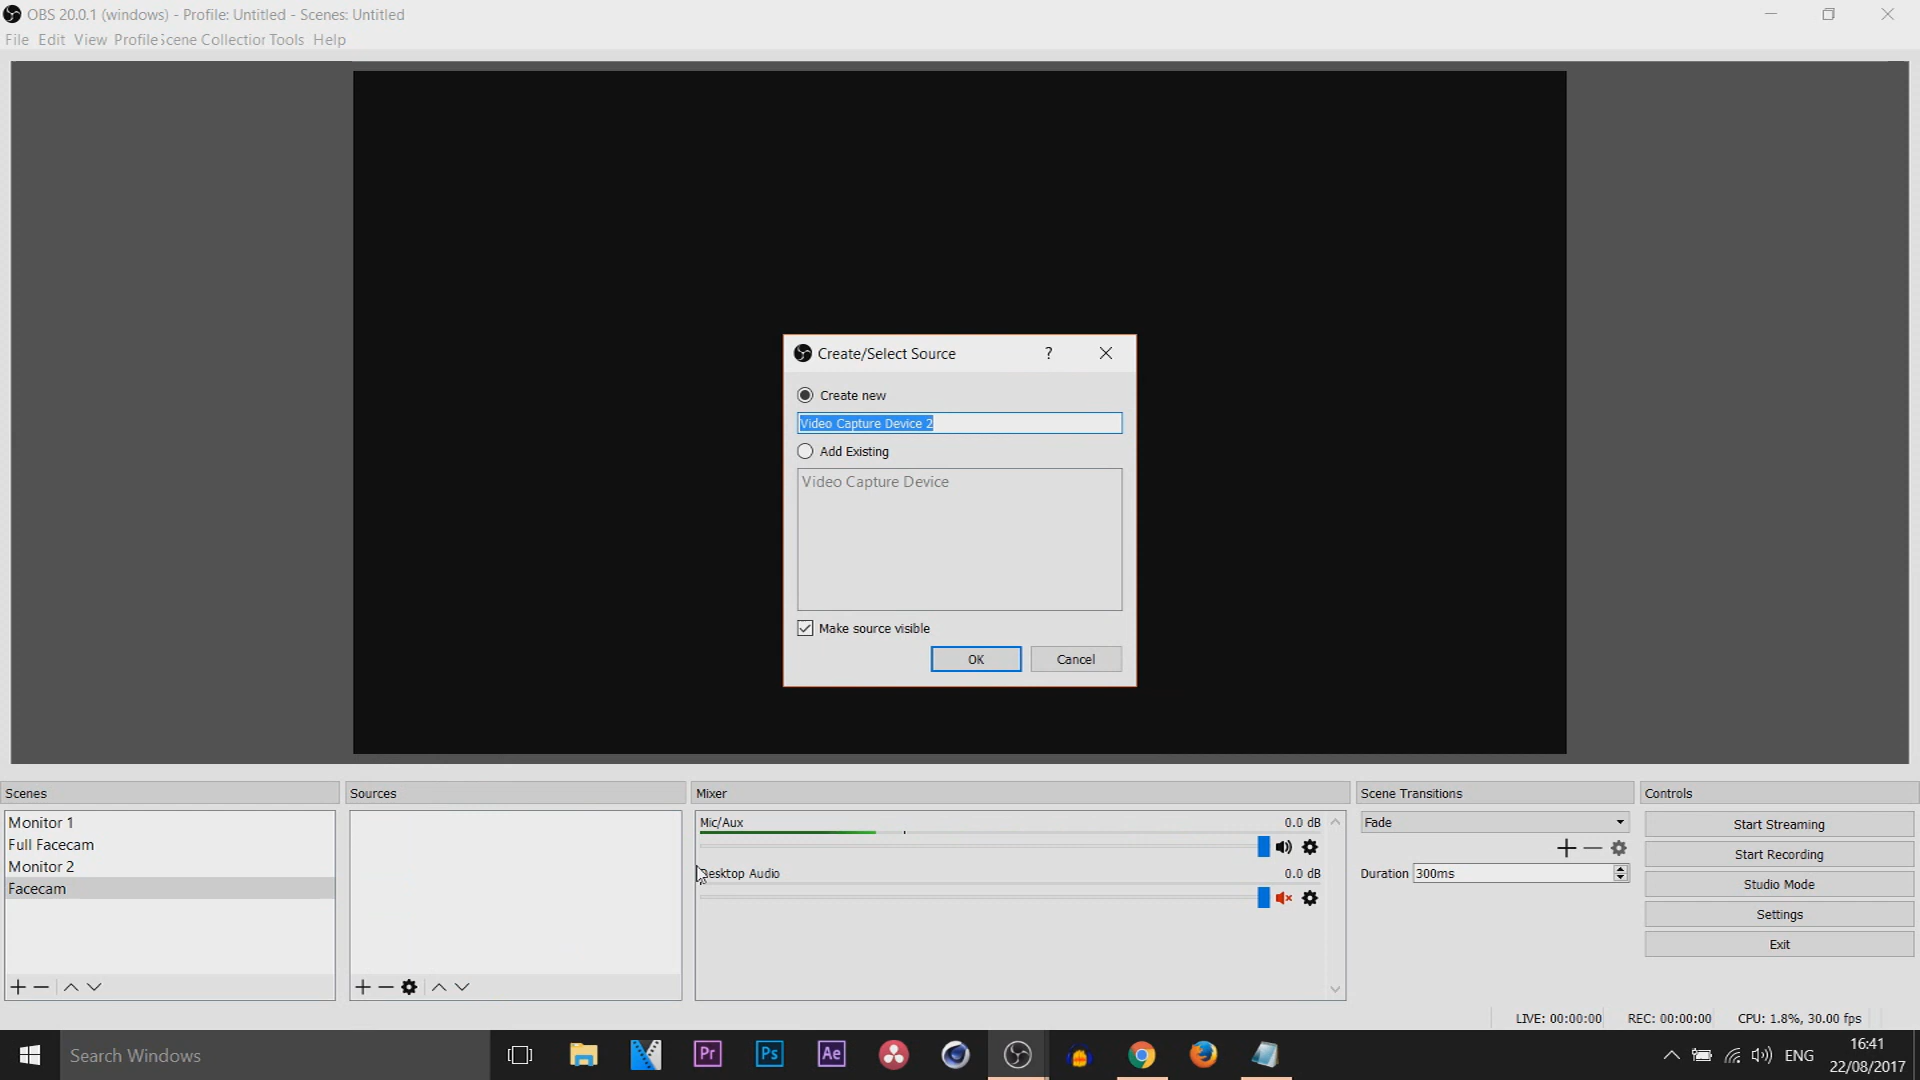 OBS 20.0.1 (windows) - Profile: Untitled - Scenes: Untitled
File Edit View Profile Scene Collection Tools Help
Create/Select Source
?
Create new
Video Capture Device 2
Add Existing
Video Capture Device
Make source visible
OK Cancel
Scenes
Monitor 1
Full Facecam
Monitor 2
Facecam
Sources
Mixer
Mic/Aux 0.0 dB
Desktop Audio 0.0 dB
Scene Transitions
Fade
Duration 300ms
Controls
Start Streaming
Start Recording
Studio Mode
Settings
Exit
LIVE: 00:00:00 REC: 00:00:00 CPU: 1.8%, 30.00 fps
Search Windows
Pr
Ps
Ae
ENG
16:41
22/08/2017